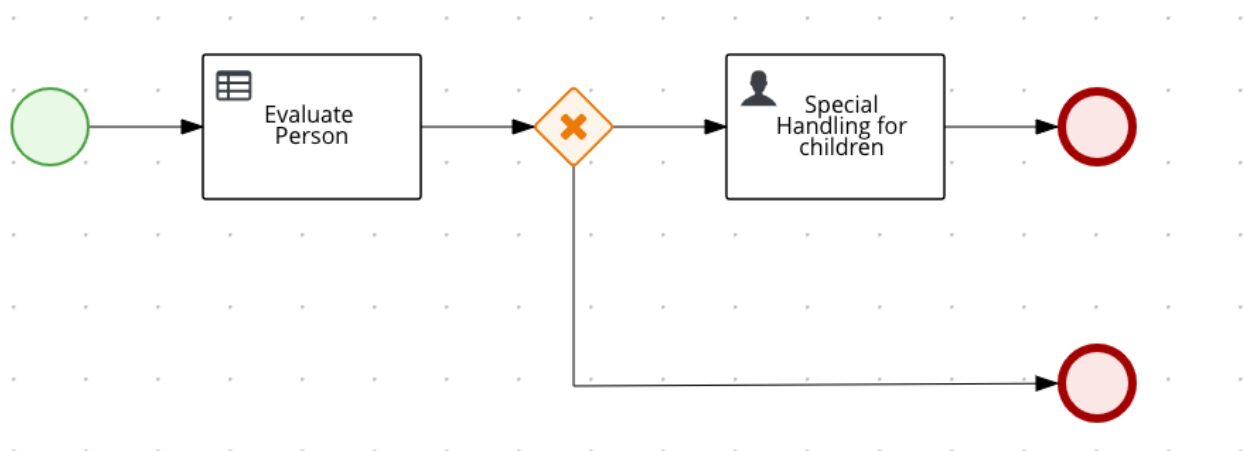 Evaluate
Person
Special
Handling for
children